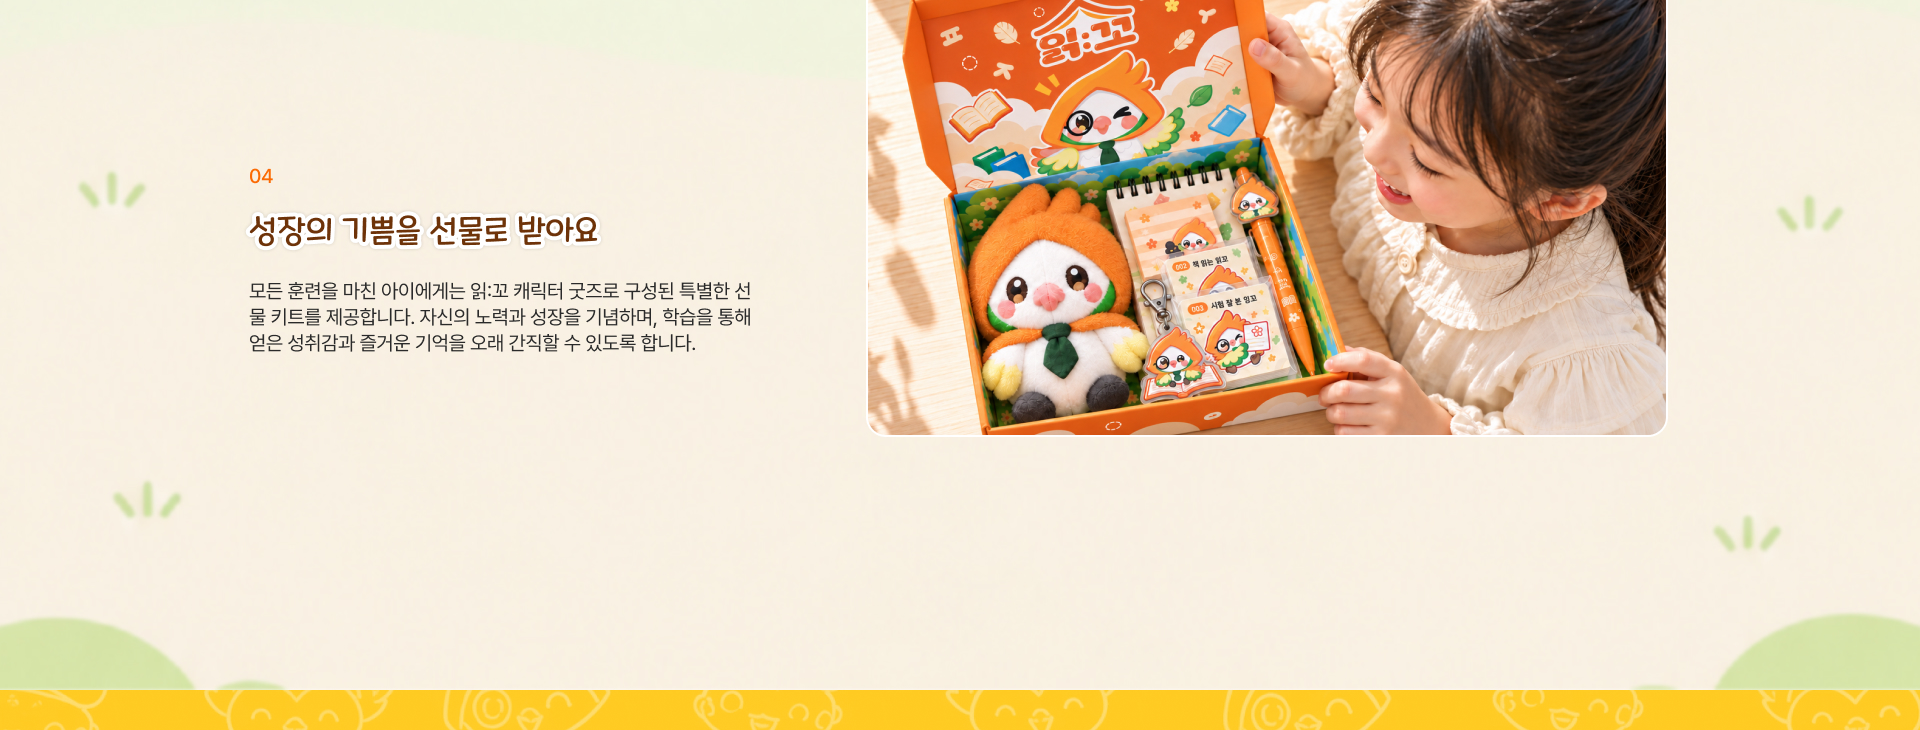 읽:꼬
04
성장의 기쁨을 선물로 받아요
모든 훈련을 마친 아이에게는 읽:꼬 캐릭터 굿즈로 구성된 특별한 선
물 키트를 제공합니다. 자신의 노력과 성장을 기념하며, 학습을 통해
얻은 성취감과 즐거운 기억을 오래 간직할 수 있도록 합니다.
002 책 읽는 읽꼬
003 시험 잘 본 잉꼬